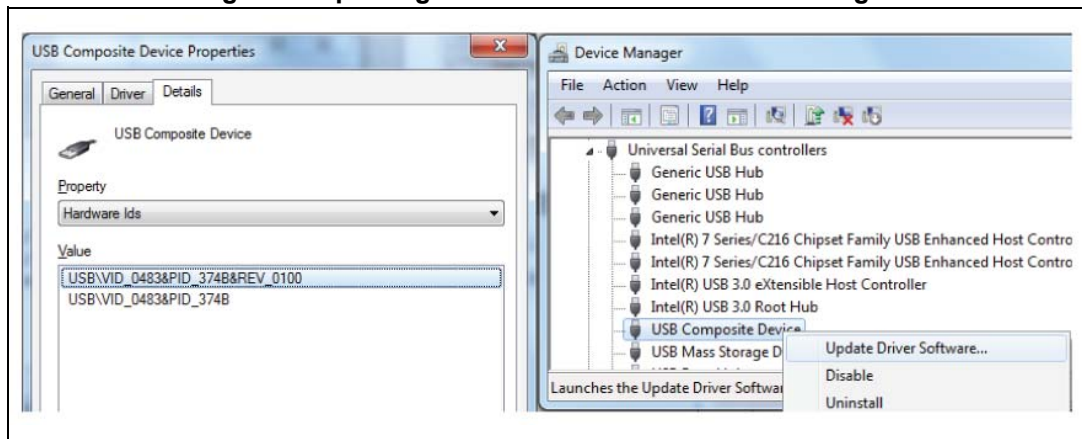 USB Composite Device Properties
General Driver Details
USB Composite Device
Property
Hardware Ids
Value
USB\VID_0483&PID_374B&REV_0100
USB\VID_0483&PID_374B
Device Manager
File Action View Help
Universal Serial Bus controllers
Generic USB Hub
Generic USB Hub
Generic USB Hub
Intel(R) 7 Series/C216 Chipset Family USB Enhanced Host Contro
Intel(R) 7 Series/C216 Chipset Family USB Enhanced Host Contro
Intel(R) USB 3.0 eXtensible Host Controller
Intel(R) USB 3.0 Root Hub
USB Composite Device
USB Mass Storage D
Update Driver Software...
Disable
Uninstall
Launches the Update Driver Softwa